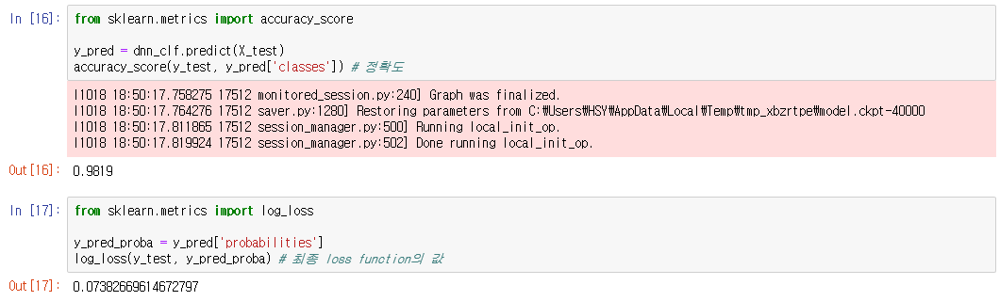 In [16]: from sklearn.metrics import accuracy_score
y_pred = dnn_clf.predict(X_test)
accuracy_score(y_test, y_pred['classes']) # 정확도
I1018 18:50:17.758275 17512 monitored_session.py:240] Graph was finalized.
I1018 18:50:17.764276 17512 saver.py:1280] Restoring parameters from C:₩Users₩HSY₩AppData₩Local₩Temp₩tmp_xbzrtpe₩model.ckpt-40000
I1018 18:50:17.811865 17512 session_manager.py:500] Running local_init_op.
I1018 18:50:17.819924 17512 session_manager.py:502] Done running local_init_op.
Out[16]: 0.9819
In [17]: from sklearn.metrics import log_loss
y_pred_proba = y_pred['probabilities']
log_loss(y_test, y_pred_proba) # 최종 loss function의 값
Out[17]: 0.07382669614672797